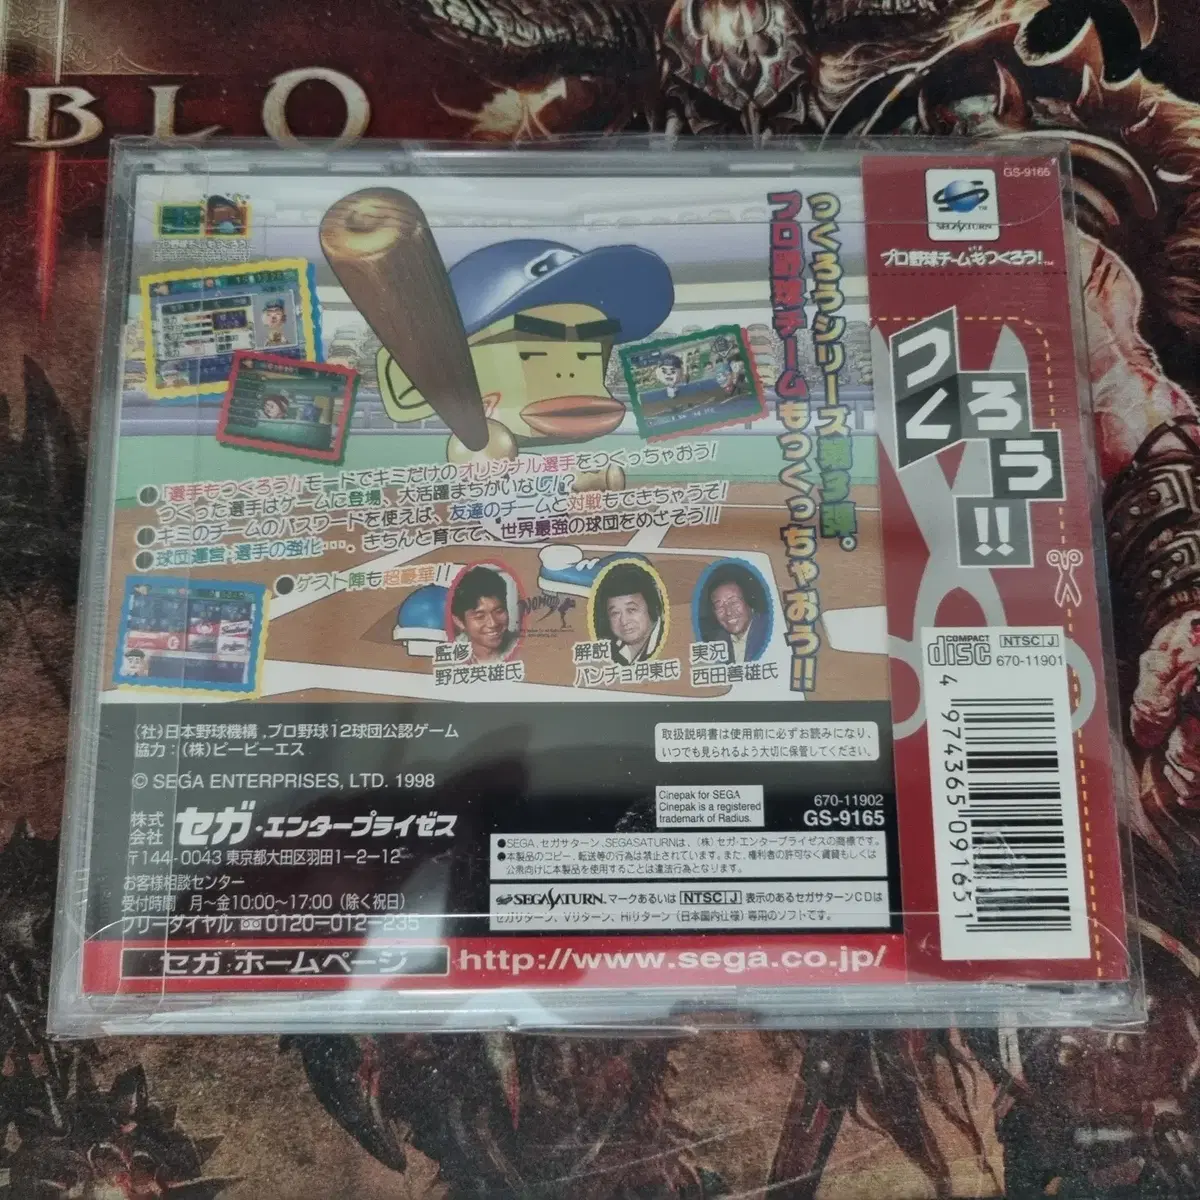 BLO
プロ野球チームもつくろう!
つくろうシリーズ第3弾。
プロ野球チームもつくっちゃおう!!
●「選手もつくろう!」モードでキミだけのオリジナル選手をつくっちゃおう!
つくった選手はゲームに登場、大活躍まちがいなし!?
●キミのチームのパスワードを使えば、友達のチームと対戦もできちゃうぞ!
●球団運営・選手の強化…。きちんと育てて、世界最強の球団をめざそう!!
●ゲスト陣も超豪華!!
NOMO
監修
野茂英雄氏
解説
パンチョ伊東氏
実況
西田善雄氏
(社)日本野球機構,プロ野球12球団公認ゲーム
協力:(株)ピービーエス
© SEGA ENTERPRISES, LTD. 1998
株式会社 セガ・エンタープライゼス
〒144-0043 東京都大田区羽田1-2-12
お客様相談センター
受付時間 月〜金10:00〜17:00(除く祝日)
フリーダイヤル 0120-012-235
取扱説明書は使用前に必ずお読みになり、
いつでも見られるよう大切に保管してください。
Cinepak for SEGA
Cinepak is a registered
trademark of Radius.
670-11902
GS-9165
●SEGA、セガサターン、SEGASATURNは、(株)セガ・エンタープライゼスの商標です。
●本製品のコピー、転送等の行為は禁止されています。また、権利者の許可なく賃貿もしくは
公衆向けに本製品を使用することは違法行為となります。
SEGASATURN.マークあるいは NTSC J 表示のあるセガサターンCDは
セガサターン、Vサターン、Hiサターン(日本国内仕様)専用のソフトです。
セガ ホームページ
http://www.sega.co.jp/
GS-9165
SEGA SATURN
TM
プロ野球チームもつくろう!™
つくろう!!
COMPACT disc
NTSC J
670-11901
4 974365 091651